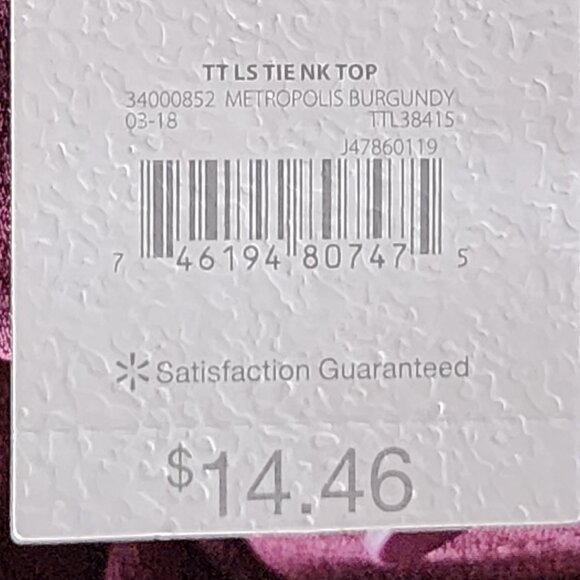 TT LS TIE NK TOP
34000852 METROPOLIS BURGUNDY
03-18 TTL38415
J47860119
7 46194 80747 5
Satisfaction Guaranteed
$14.46